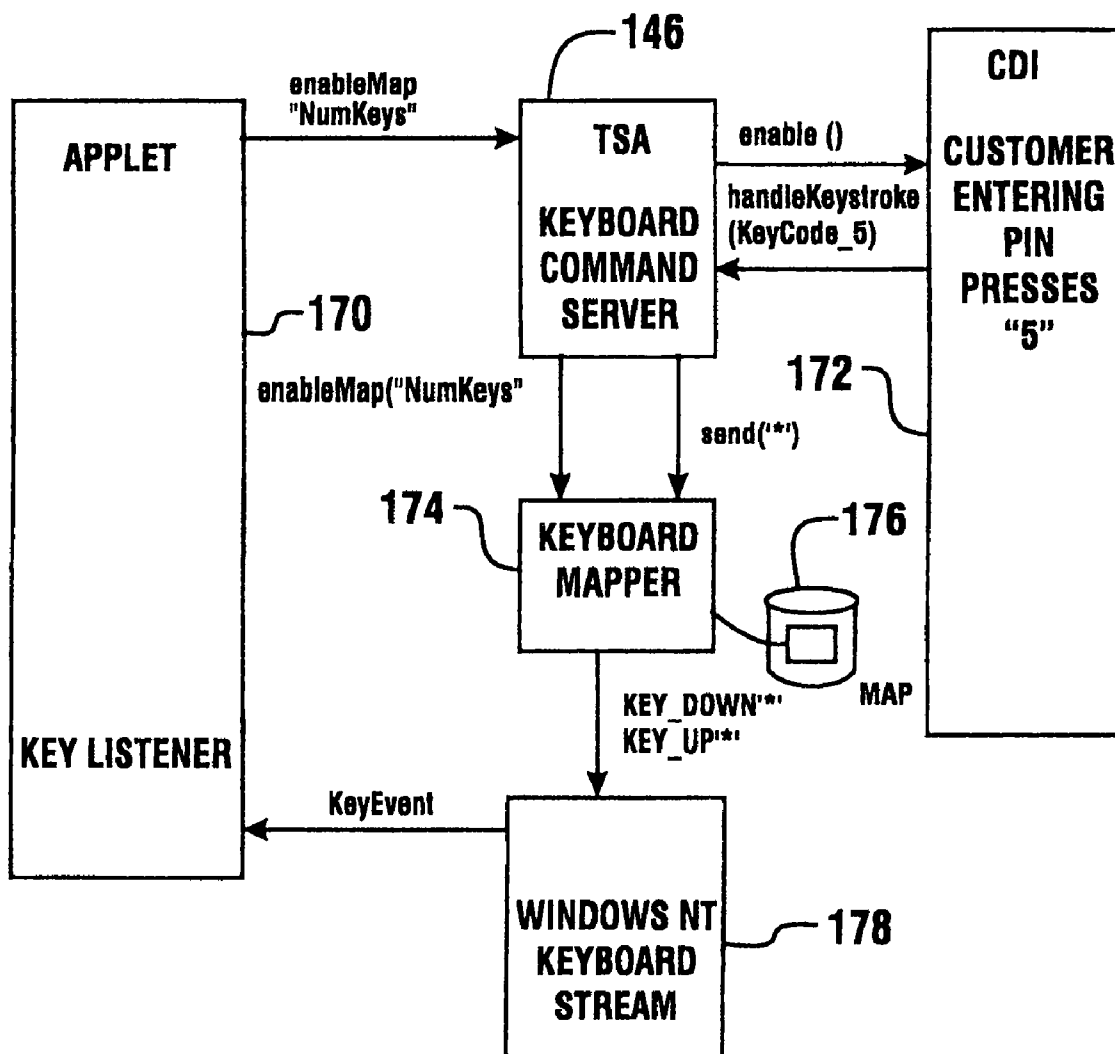 146
enableMap
"NumKeys"
APPLET
TSA
KEYBOARD
COMMAND
SERVER
enable ()
handleKeystroke
(KeyCode_5)
CDI
CUSTOMER
ENTERING
PIN
PRESSES
"5"
170
172
enableMap("NumKeys"
send('*')
174
KEYBOARD
MAPPER
176
MAP
KEY_DOWN'*'
KEY_UP'*'
KEY LISTENER
KeyEvent
WINDOWS NT
KEYBOARD
STREAM
178